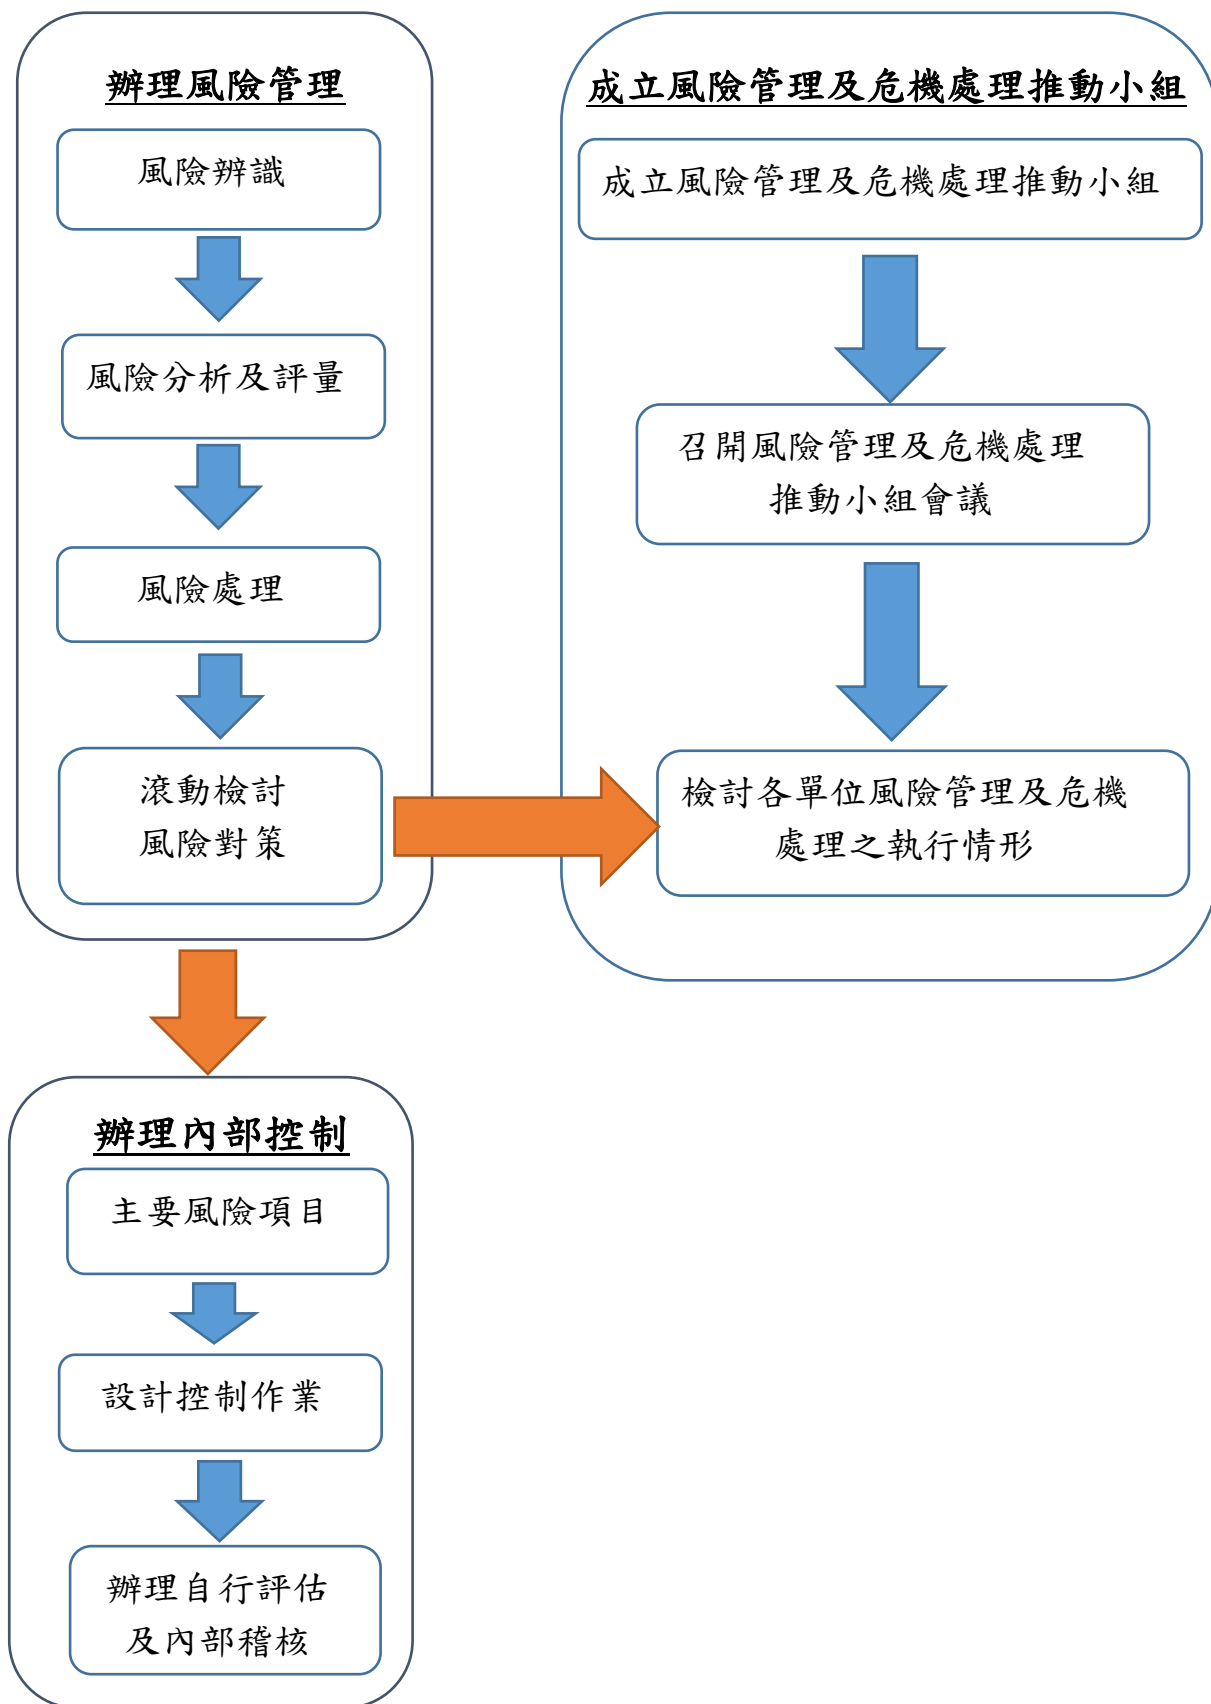 辦理風險管理
風險辨識
風險分析及評量
風險處理
滾動檢討
風險對策
成立風險管理及危機處理推動小組
成立風險管理及危機處理推動小組
召開風險管理及危機處理
推動小組會議
檢討各單位風險管理及危機
處理之執行情形
辦理內部控制
主要風險項目
設計控制作業
辦理自行評估
及內部稽核